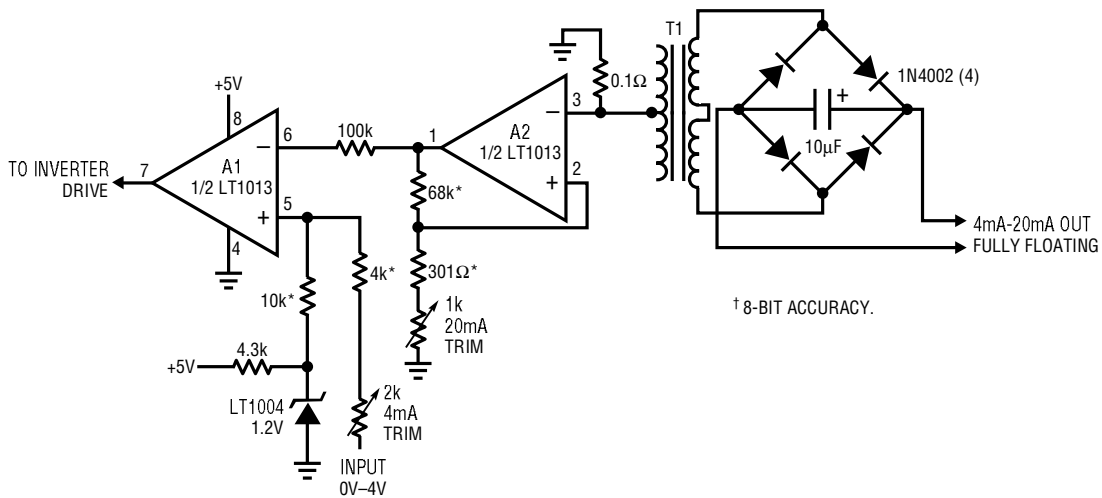 T1
+5V
8
6
100k
1
A2
1/2 LT1013
3
–
0.1Ω
1N4002 (4)
+
10µF
TO INVERTER
DRIVE
7
A1
1/2 LT1013
–
+
5
4
68k*
+
2
301Ω*
1k
20mA
TRIM
4k*
10k*
4mA-20mA OUT
FULLY FLOATING
† 8-BIT ACCURACY.
+5V
4.3k
LT1004
1.2V
2k
4mA
TRIM
INPUT
0V–4V